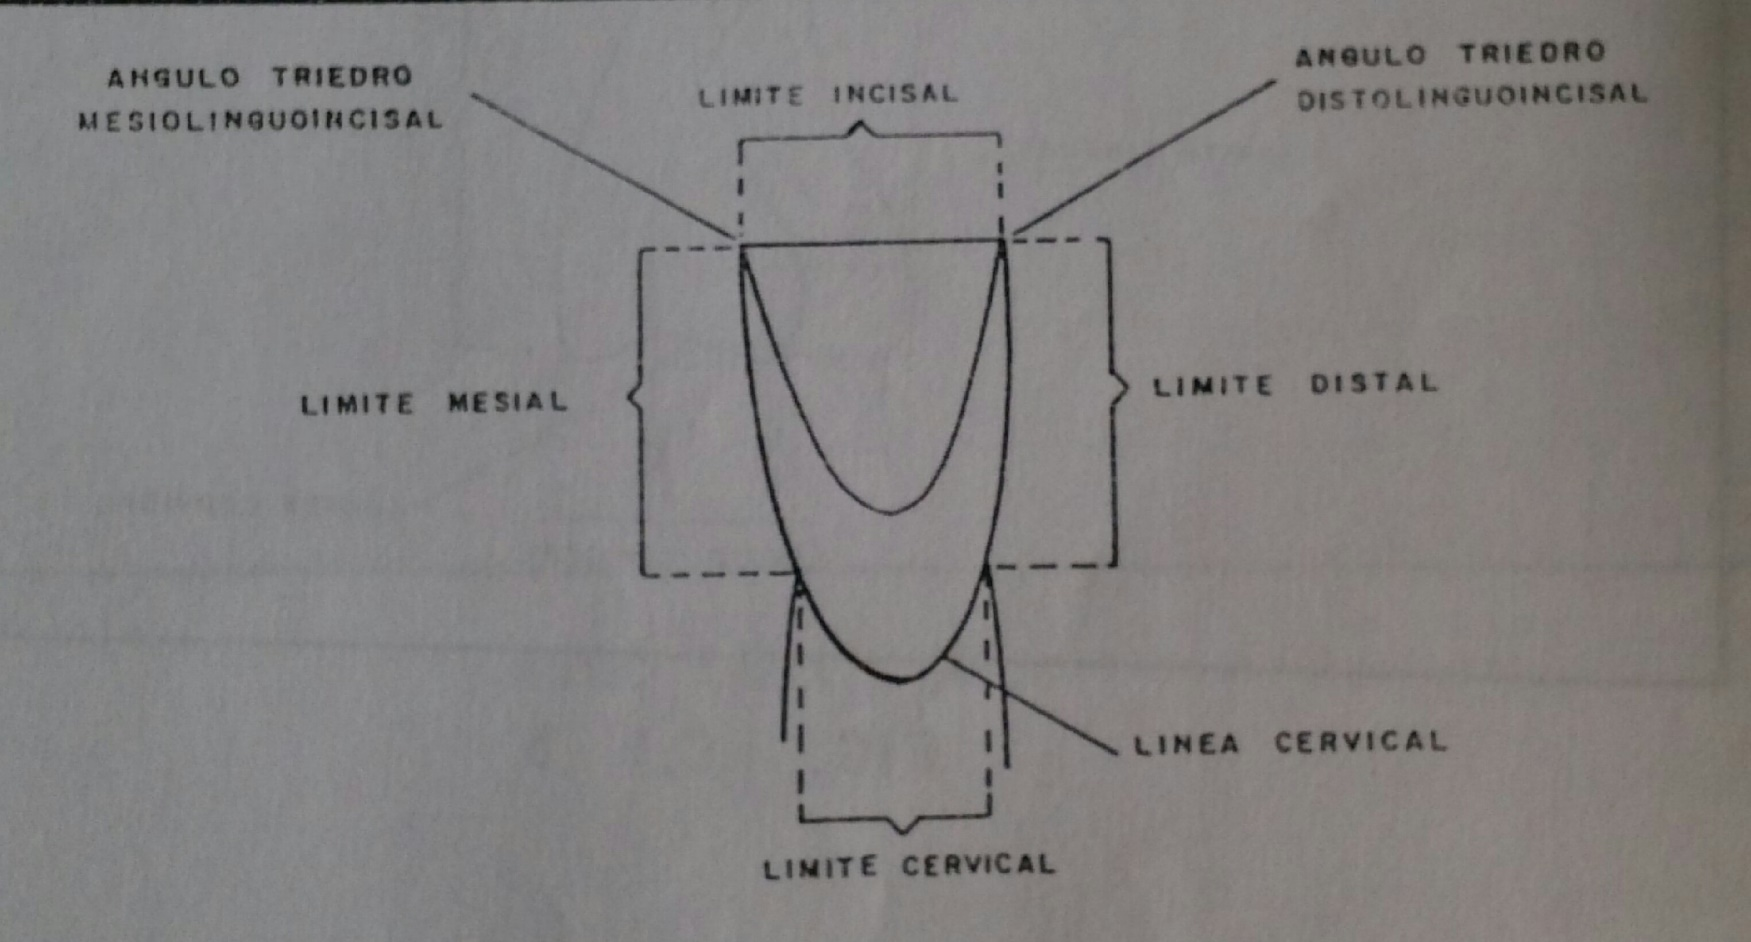 ANGULO TRIEDRO
MESIOLINGUOINCISAL
LIMITE INCISAL
ANGULO TRIEDRO
DISTOLINGUOINCISAL
LIMITE MESIAL
LIMITE DISTAL
LINEA CERVICAL
LIMITE CERVICAL